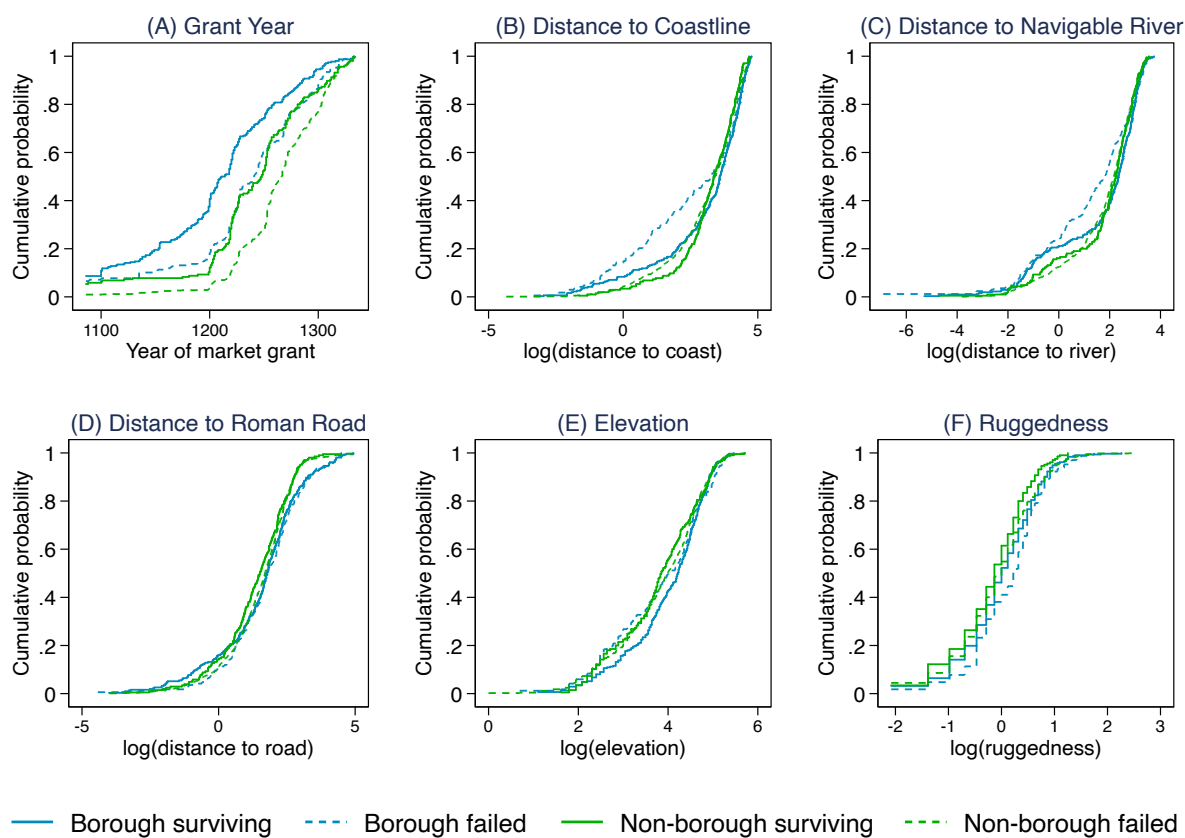 (A) Grant Year
Cumulative probability
1
.8
.6
.4
.2
0
1100 1200 1300
Year of market grant
(B) Distance to Coastline
Cumulative probability
1
.8
.6
.4
.2
0
-5 0 5
log(distance to coast)
(C) Distance to Navigable River
Cumulative probability
1
.8
.6
.4
.2
0
-6 -4 -2 0 2 4
log(distance to river)
(D) Distance to Roman Road
Cumulative probability
1
.8
.6
.4
.2
0
-5 0 5
log(distance to road)
(E) Elevation
Cumulative probability
1
.8
.6
.4
.2
0
0 2 4 6
log(elevation)
(F) Ruggedness
Cumulative probability
1
.8
.6
.4
.2
0
-2 -1 0 1 2 3
log(ruggedness)
Borough surviving Borough failed Non-borough surviving Non-borough failed